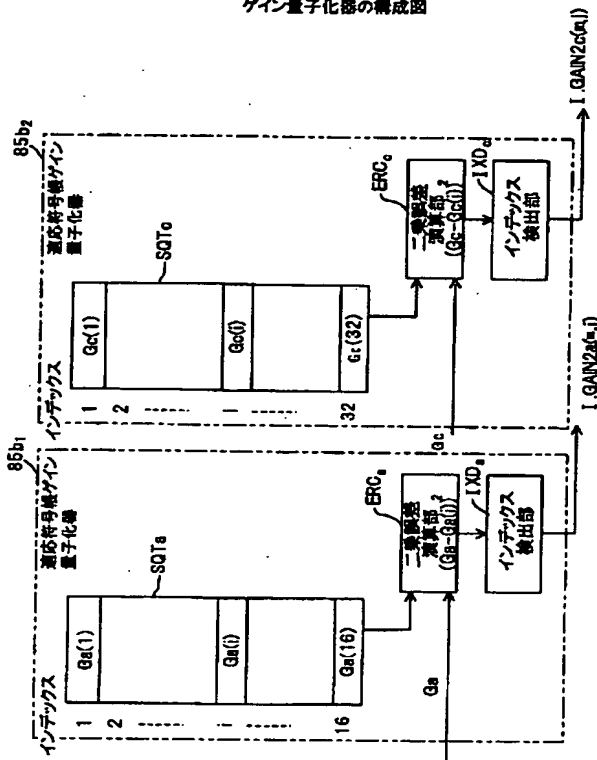 ゲイン量子化器の構成図
85b1
適応符号帳ゲイン
量子化器
インデックス
SQTa
1
Ga(1)
2
i
Ga(i)
16
Ga(16)
Ga
ERCa
二乗誤差
演算部
(Ga-Ga(i))2
IXDa
インデックス
検出部
I.GAIN2a(m,j)
85b2
適応符号帳ゲイン
量子化器
インデックス
SQTc
1
Gc(1)
2
i
Gc(i)
32
Gc(32)
Gc
ERCc
二乗誤差
演算部
(Gc-Gc(i))2
IXDc
インデックス
検出部
I.GAIN2c(m,j)